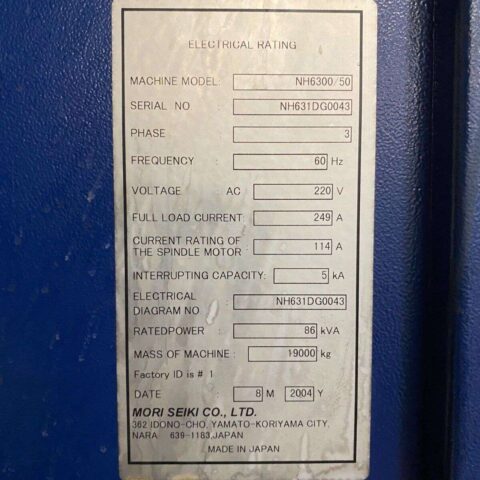 ELECTRICAL RATING
MACHINE MODEL: NH6300/50
SERIAL NO : NH631DG0043
PHASE : 3
FREQUENCY : 60 Hz
VOLTAGE : AC 220 V
FULL LOAD CURRENT: 249 A
CURRENT RATING OF
THE SPINDLE MOTOR : 114 A
INTERRUPTING CAPACITY: 5 kA
ELECTRICAL
DIAGRAM NO : NH631DG0043
RATEDPOWER : 86 kVA
MASS OF MACHINE : 19000 kg
Factory ID is # 1
DATE : 8 M 2004 Y
MORI SEIKI CO., LTD.
362 IDONO-CHO, YAMATO-KORIYAMA CITY,
NARA 639-1183,JAPAN
MADE IN JAPAN